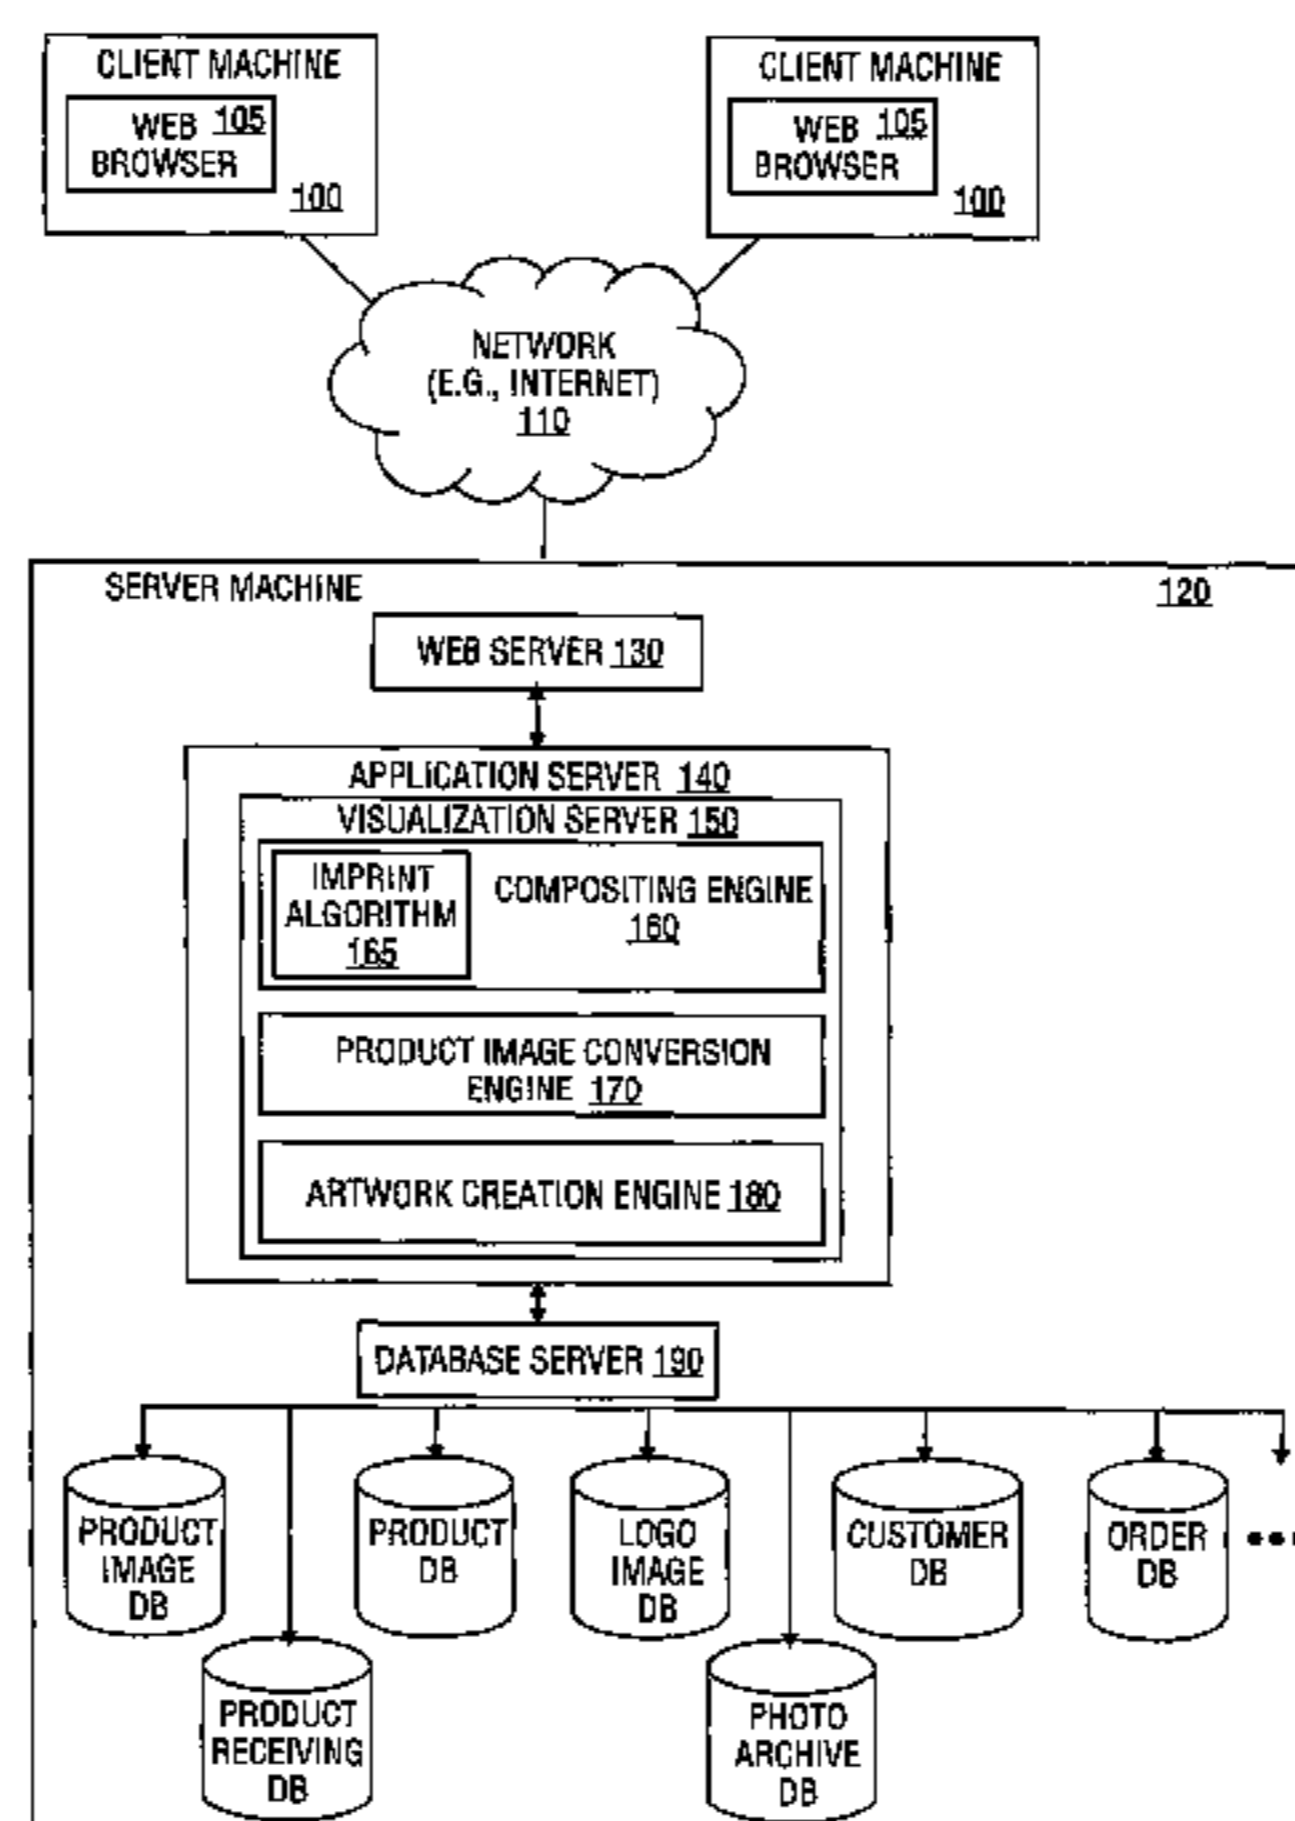 CLIENT MACHINE
WEB 105
BROWSER
100
CLIENT MACHINE
WEB 105
BROWSER
100
NETWORK
(E.G., INTERNET)
110
SERVER MACHINE
120
WEB SERVER 130
APPLICATION SERVER 140
VISUALIZATION SERVER 150
IMPRINT
ALGORITHM
165
COMPOSITING ENGINE
160
PRODUCT IMAGE CONVERSION
ENGINE 170
ARTWORK CREATION ENGINE 180
DATABASE SERVER 190
PRODUCT
IMAGE
DB
PRODUCT
DB
LOGO
IMAGE
DB
CUSTOMER
DB
ORDER
DB
PRODUCT
RECEIVING
DB
PHOTO
ARCHIVE
DB